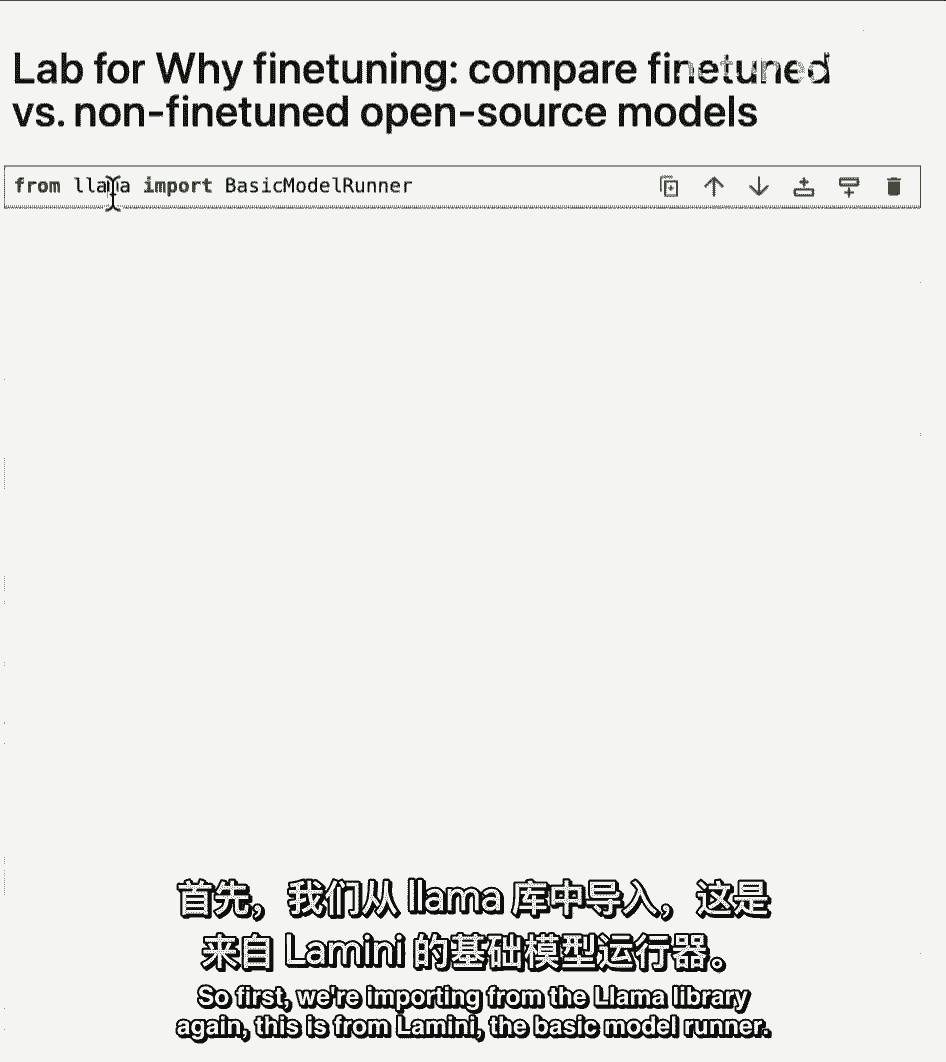 Lab for Why finetuning: compare finetuned
vs. non-finetuned open-source models
from llama import BasicModelRunner
首先，我们从 llama 库中导入，这是
来自 Lamini 的基础模型运行器。
So first, we're importing from the Llama library
again, this is from Lamini, the basic model runner.